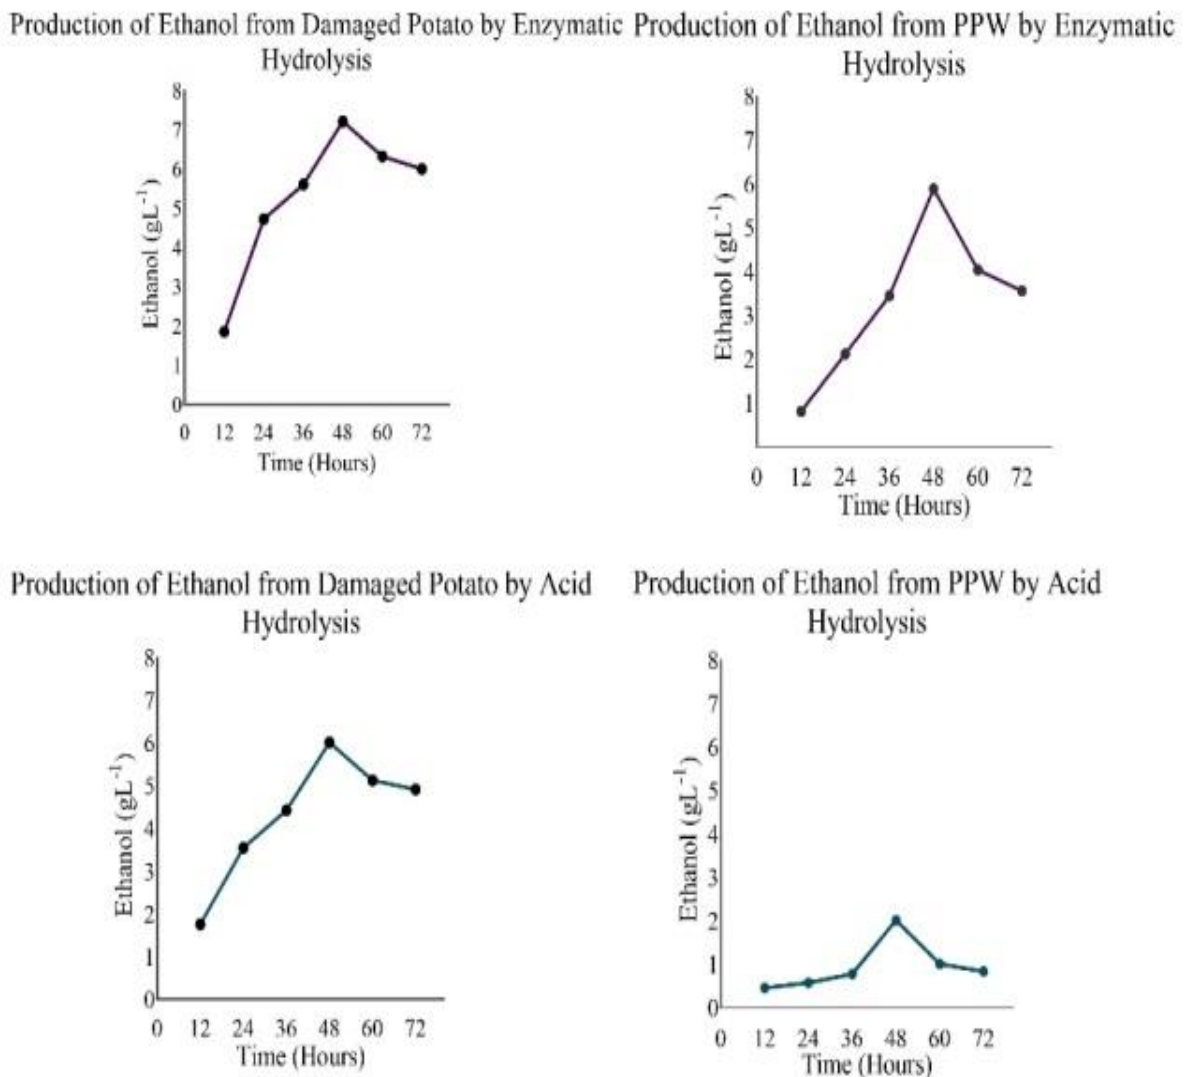 Production of Ethanol from Damaged Potato by Enzymatic
Hydrolysis
8
7
6
5
4
3
2
1
0
Ethanol (gL⁻¹)
0 12 24 36 48 60 72
Time (Hours)
Production of Ethanol from PPW by Enzymatic
Hydrolysis
8
7
6
5
4
3
2
1
Ethanol (gL⁻¹)
0 12 24 36 48 60 72
Time (Hours)
Production of Ethanol from Damaged Potato by Acid
Hydrolysis
8
7
6
5
4
3
2
1
0
Ethanol (gL⁻¹)
0 12 24 36 48 60 72
Time (Hours)
Production of Ethanol from PPW by Acid
Hydrolysis
8
7
6
5
4
3
2
1
0
Ethanol (gL⁻¹)
0 12 24 36 48 60 72
Time (Hours)